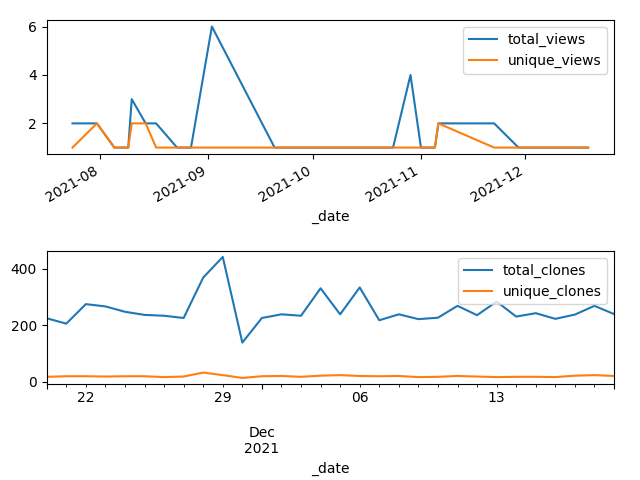 6
4
2
total_views
unique_views
2021-08
2021-09
2021-10
2021-11
2021-12
_date
400
200
0
total_clones
unique_clones
22
29
06
13
Dec
2021
_date